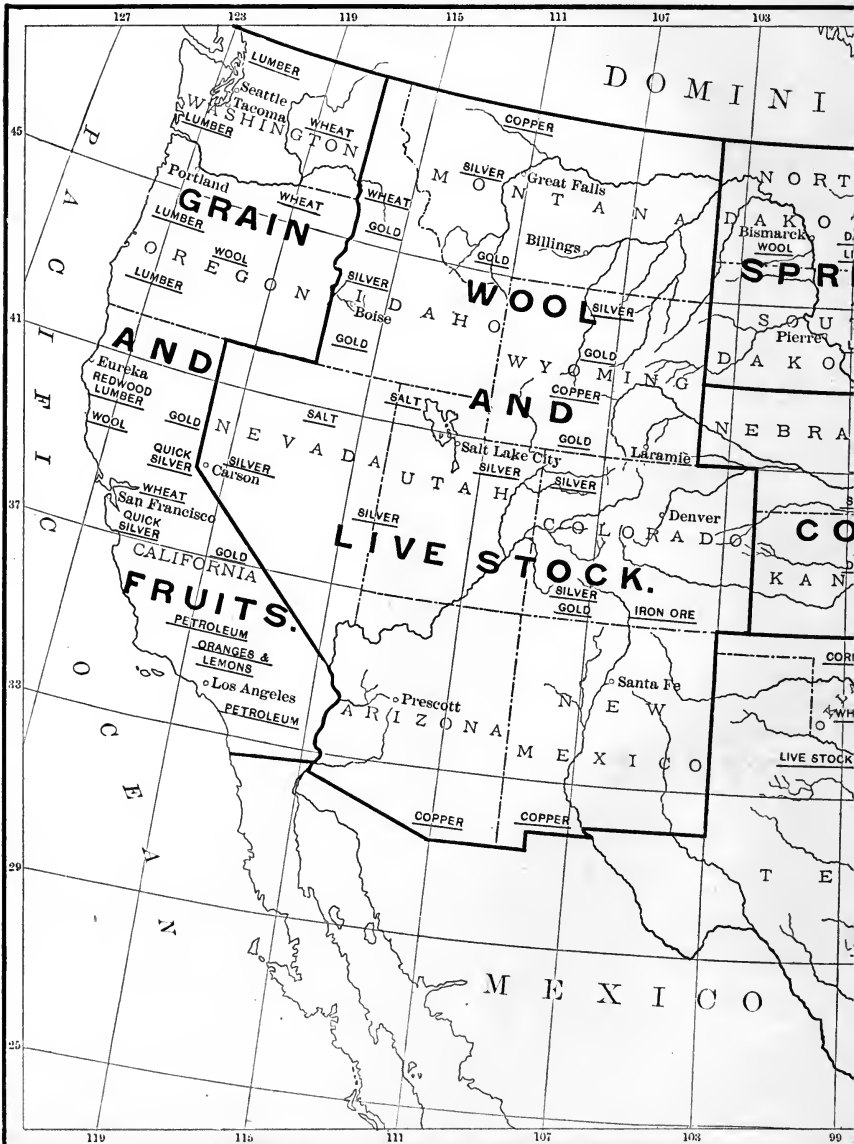 127 123 119 115 111 107 103
DOMINI
LUMBER
Seattle
Tacoma
WASHINGTON
LUMBER
WHEAT
COPPER
45
PACIFIC
OCEAN
SILVER
Great Falls
MONTANA
NORT
DAKO
Portland
WHEAT
WHEAT
GOLD
GRAIN
LUMBER
WOOL
OREGON
LUMBER
Billings
GOLD
Bismarck
WOOL
SPRI
SILVER
IDAHO
Boise
GOLD
WOOL
SILVER
SOU
Pierre
DAKO
41
AND
Eureka
REDWOOD
LUMBER
WOOL
GOLD
WYOMING
GOLD
COPPER
AND
GOLD
NEBRA
SALT
SALT
NEVADA
QUICK
SILVER
SILVER
Carson
Salt Lake City
SILVER
UTAH
Laramie
SILVER
WHEAT
San Francisco
QUICK
SILVER
37
SILVER
COLORADO
Denver
CO
KAN
CALIFORNIA
GOLD
LIVE STOCK.
SILVER
GOLD
IRON ORE
FRUITS.
PETROLEUM
ORANGES &
LEMONS
Los Angeles
PETROLEUM
33
Prescott
ARIZONA
Santa Fe
NEW
MEXICO
COR
WH
LIVE STOCK
COPPER
COPPER
29
TE
MEXICO
25
119 115 111 107 103 99